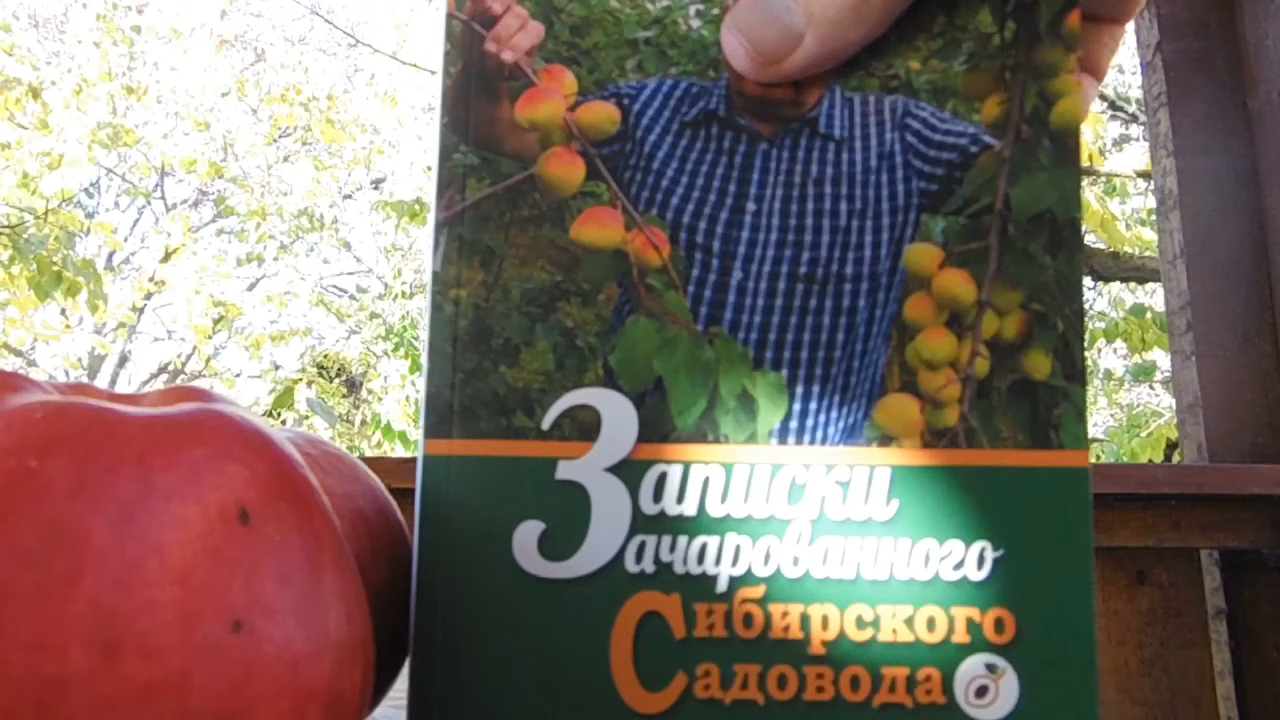 Записки
Зачарованного
Сибирского
Садовода